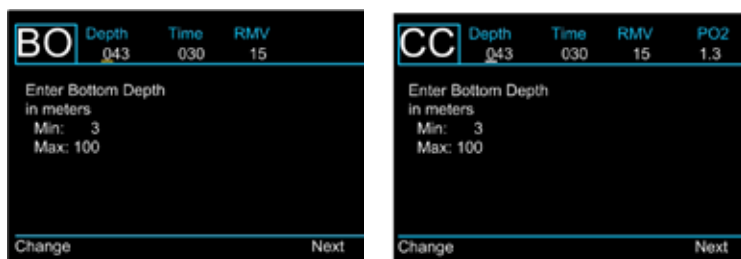 BO Depth Time RMV
043 030 15
Enter Bottom Depth
in meters
Min: 3
Max: 100
Change Next
CC Depth Time RMV PO2
043 030 15 1.3
Enter Bottom Depth
in meters
Min: 3
Max: 100
Change Next